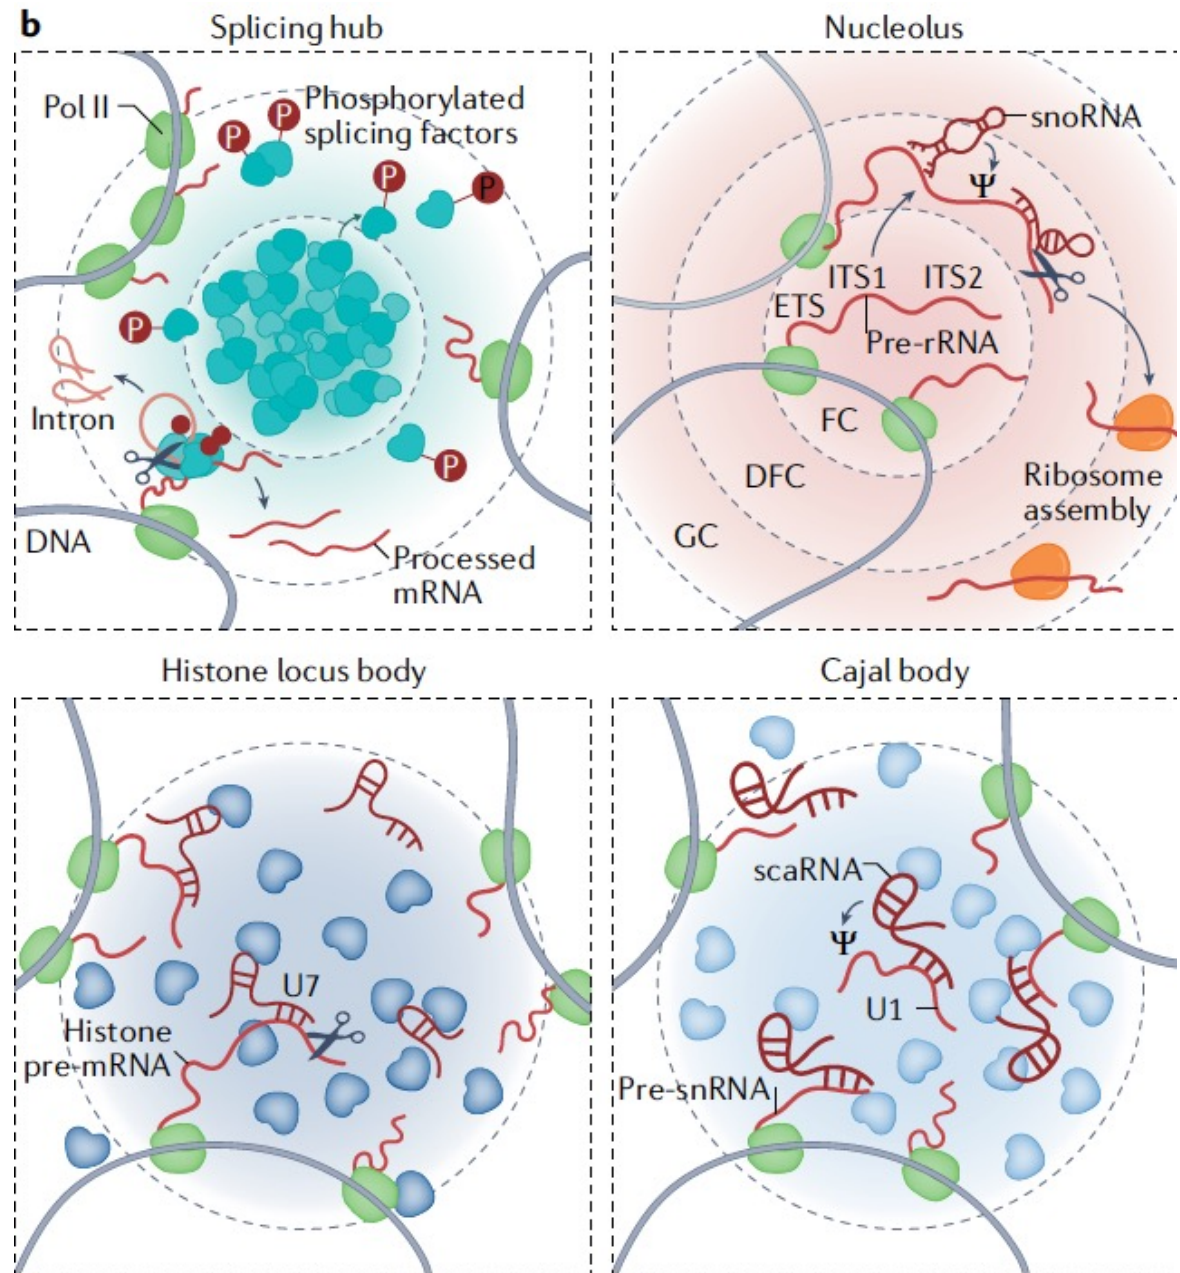 b
Splicing hub
Pol II
Phosphorylated
splicing factors
P
P
P
P
P
P
Intron
DNA
Processed
mRNA
Nucleolus
snoRNA
Ψ
ITS1
ITS2
ETS
Pre-rRNA
FC
DFC
GC
Ribosome
assembly
Histone locus body
U7
Histone
pre-mRNA
Cajal body
scaRNA
Ψ
U1
Pre-snRNA